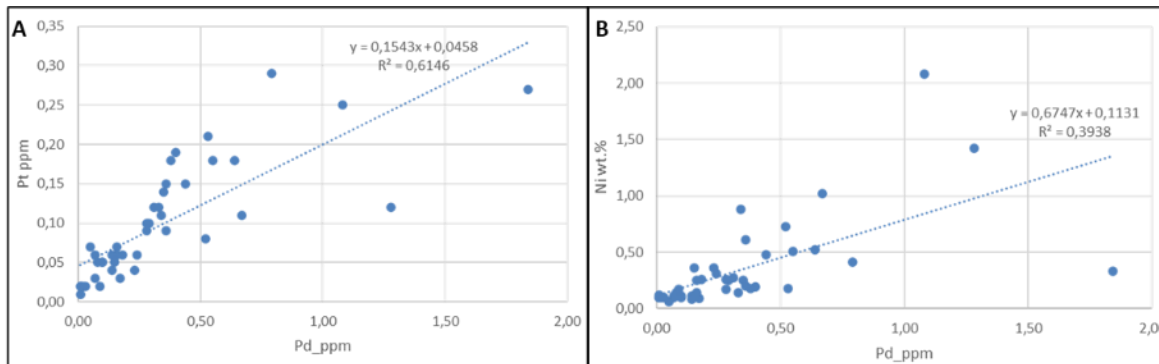 A
0,35
0,30
0,25
0,20
0,15
0,10
0,05
0,00
Pt ppm
y = 0,1543x + 0,0458
R² = 0,6146
0,00 0,50 1,00 1,50 2,00
Pd_ppm
B
2,50
2,00
1,50
1,00
0,50
0,00
Ni wt.%
y = 0,6747x + 0,1131
R² = 0,3938
0,00 0,50 1,00 1,50 2,00
Pd_ppm